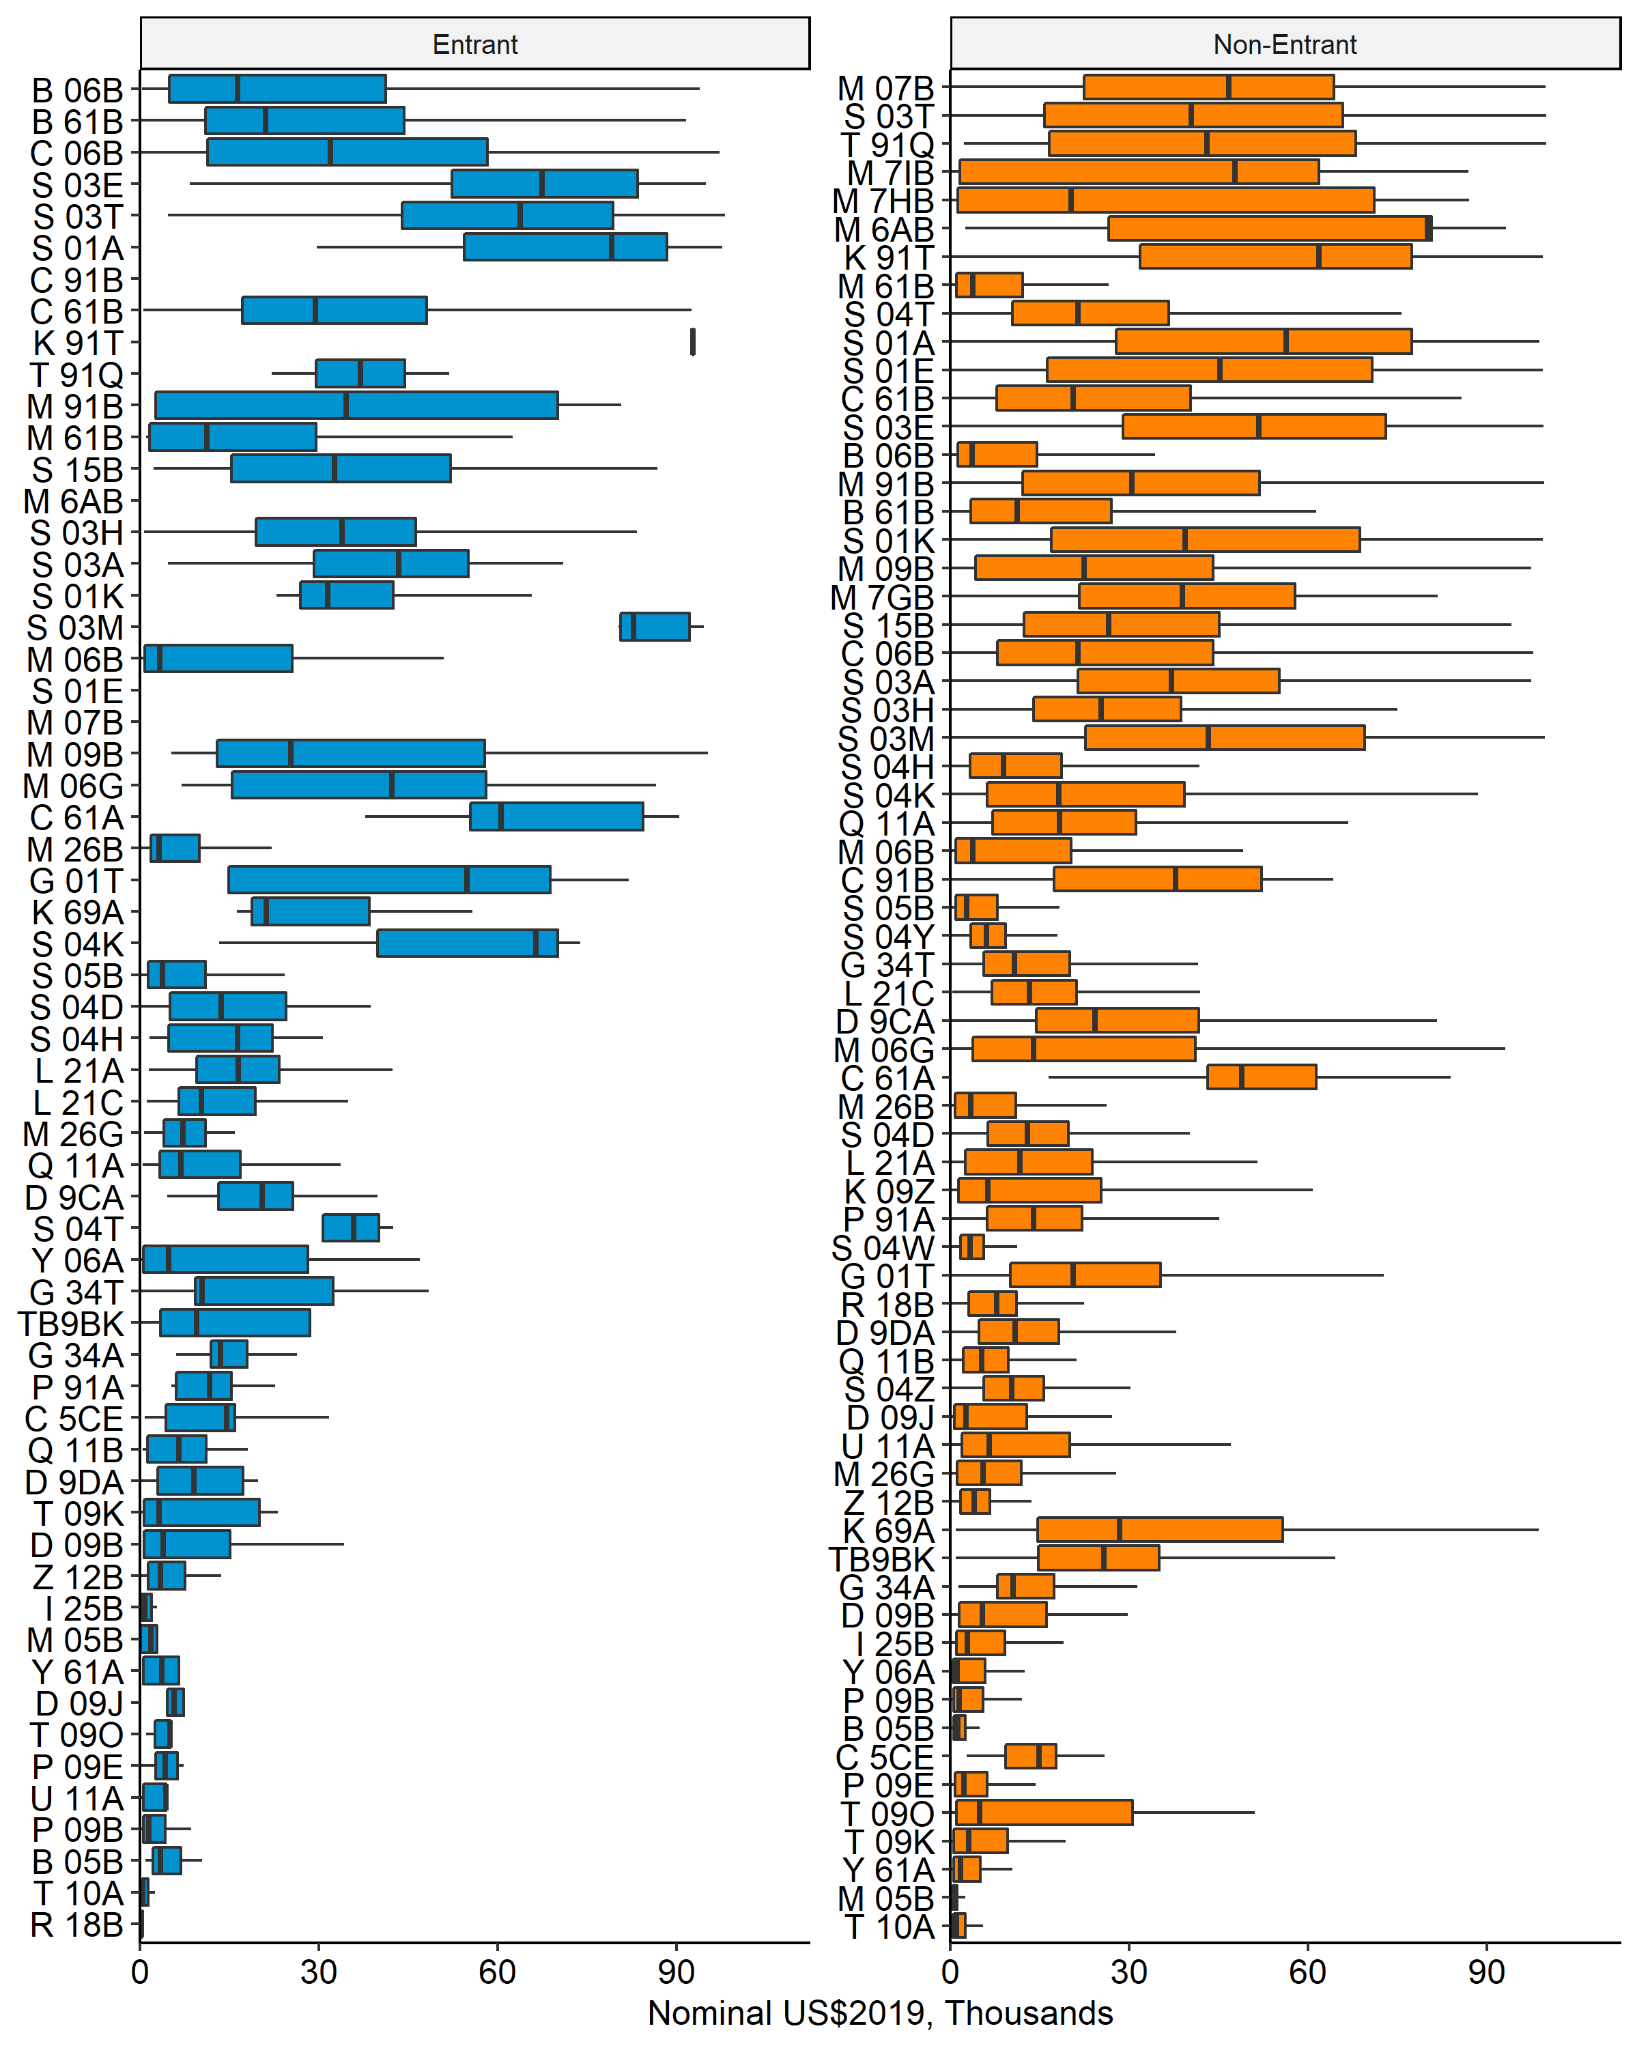 Entrant
B 06B
B 61B
C 06B
S 03E
S 03T
S 01A
C 91B
C 61B
K 91T
T 91Q
M 91B
M 61B
S 15B
M 6AB
S 03H
S 03A
S 01K
S 03M
M 06B
S 01E
M 07B
M 09B
M 06G
C 61A
M 26B
G 01T
K 69A
S 04K
S 05B
S 04D
S 04H
L 21A
L 21C
M 26G
Q 11A
D 9CA
S 04T
Y 06A
G 34T
TB9BK
G 34A
P 91A
C 5CE
Q 11B
D 9DA
T 09K
D 09B
Z 12B
I 25B
M 05B
Y 61A
D 09J
T 09O
P 09E
U 11A
P 09B
B 05B
T 10A
R 18B
0 30 60 90
Non-Entrant
M 07B
S 03T
T 91Q
M 7IB
M 7HB
M 6AB
K 91T
M 61B
S 04T
S 01A
S 01E
C 61B
S 03E
B 06B
M 91B
B 61B
S 01K
M 09B
M 7GB
S 15B
C 06B
S 03A
S 03H
S 03M
S 04H
S 04K
Q 11A
M 06B
C 91B
S 05B
S 04Y
G 34T
L 21C
D 9CA
M 06G
C 61A
M 26B
S 04D
L 21A
K 09Z
P 91A
S 04W
G 01T
R 18B
D 9DA
Q 11B
S 04Z
D 09J
U 11A
M 26G
Z 12B
K 69A
TB9BK
G 34A
D 09B
I 25B
Y 06A
P 09B
B 05B
C 5CE
P 09E
T 09O
T 09K
Y 61A
M 05B
T 10A
0 30 60 90
Nominal US$2019, Thousands